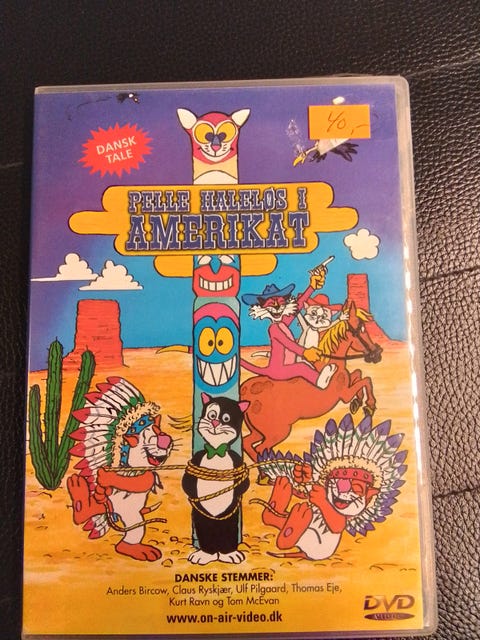 40,-
DANSK
TALE
PELLE HALELØS I
AMERIKAT
DANSKE STEMMER:
Anders Bircow, Claus Ryskjær, Ulf Pilgaard, Thomas Eje,
Kurt Ravn og Tom McEvan
www.on-air-video.dk
DVD
VIDEO